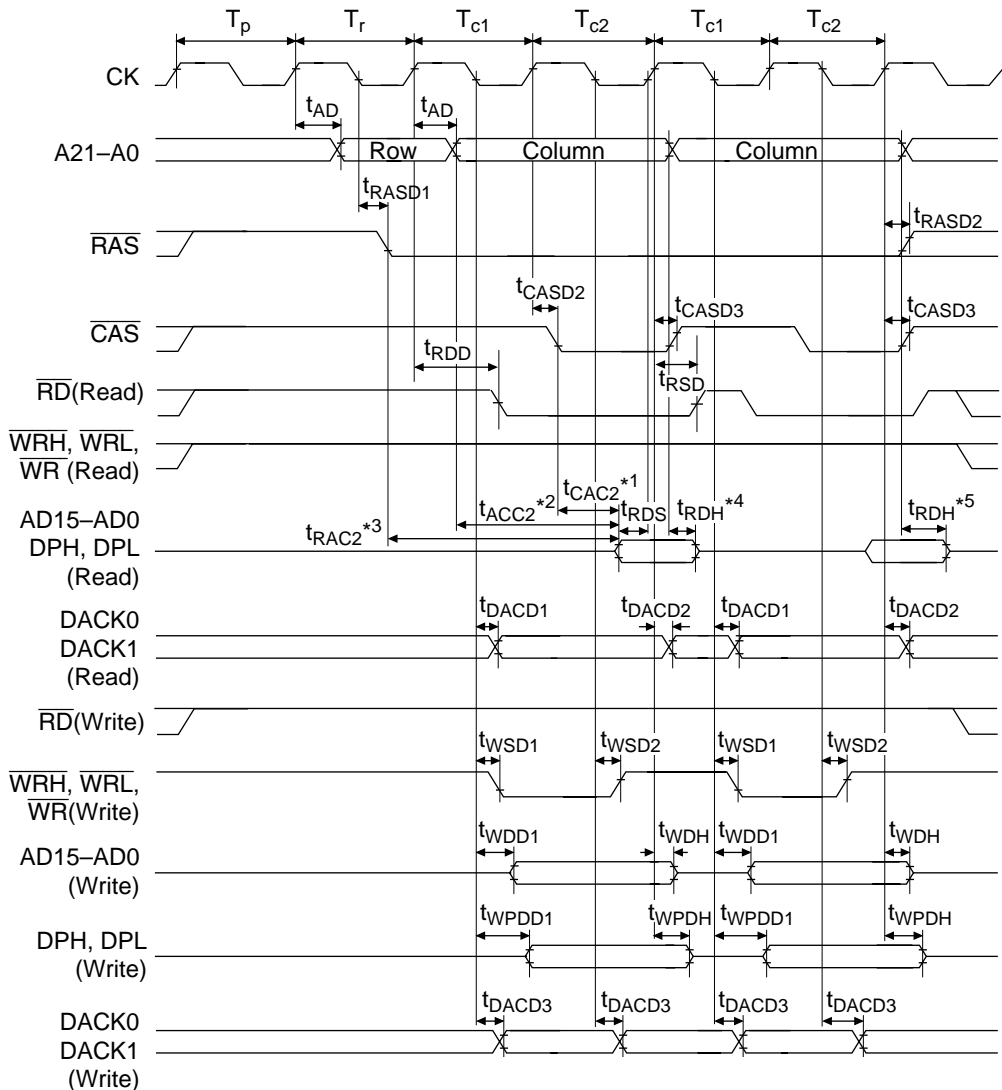 Tp Tr Tc1 Tc2 Tc1 Tc2
CK
tAD tAD
A21–A0 Row Column Column
tRASD1 tRASD2
RAS
tCASD2 tCASD3 tCASD3
CAS
tRDD tRSD
RD(Read)
WRH, WRL,
WR (Read)
tCAC2*1
tACC2*2 tRDS tRDH*4 tRDH*5
tRAC2*3
AD15–AD0
DPH, DPL
(Read)
tDACD1 tDACD2 tDACD1 tDACD2
DACK0
DACK1
(Read)
RD(Write)
tWSD1 tWSD2 tWSD1 tWSD2
WRH, WRL,
WR(Write)
tWDD1 tWDH tWDD1 tWDH
AD15–AD0
(Write)
tWPDD1 tWPDH tWPDD1 tWPDH
DPH, DPL
(Write)
tDACD3 tDACD3 tDACD3 tDACD3
DACK0
DACK1
(Write)